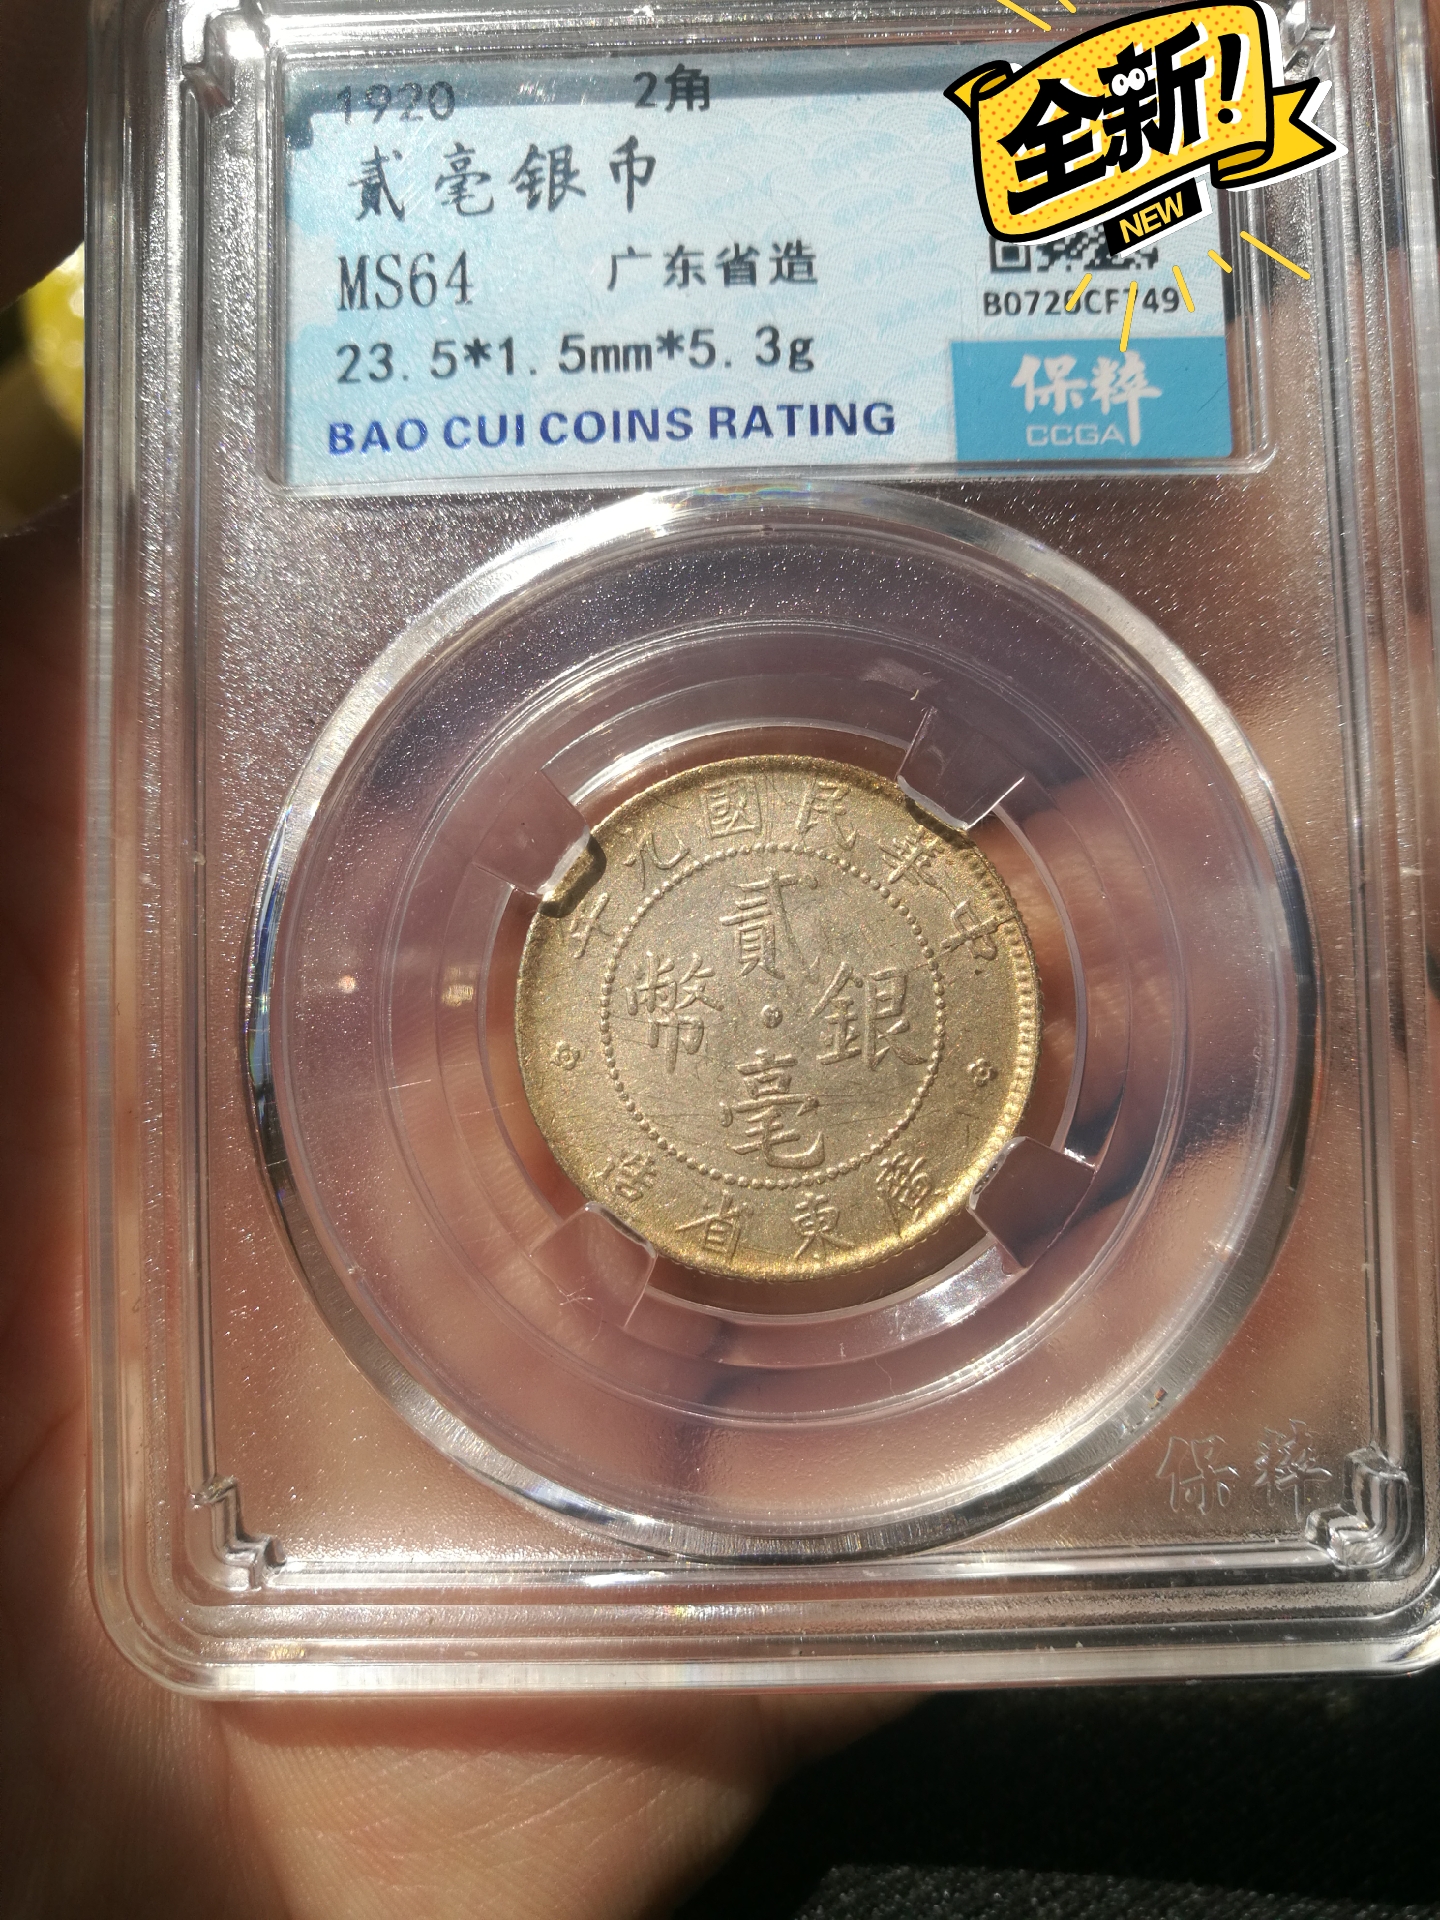 1920 2角
全新!
NEW
貳毫银币
MS64 广东省造
B0720CF749
23.5*1.5mm*5.3g
BAO CUI COINS RATING
保粹
CCGA
年九國民華中
貳
幣 銀
毫
造省東廣
保粹